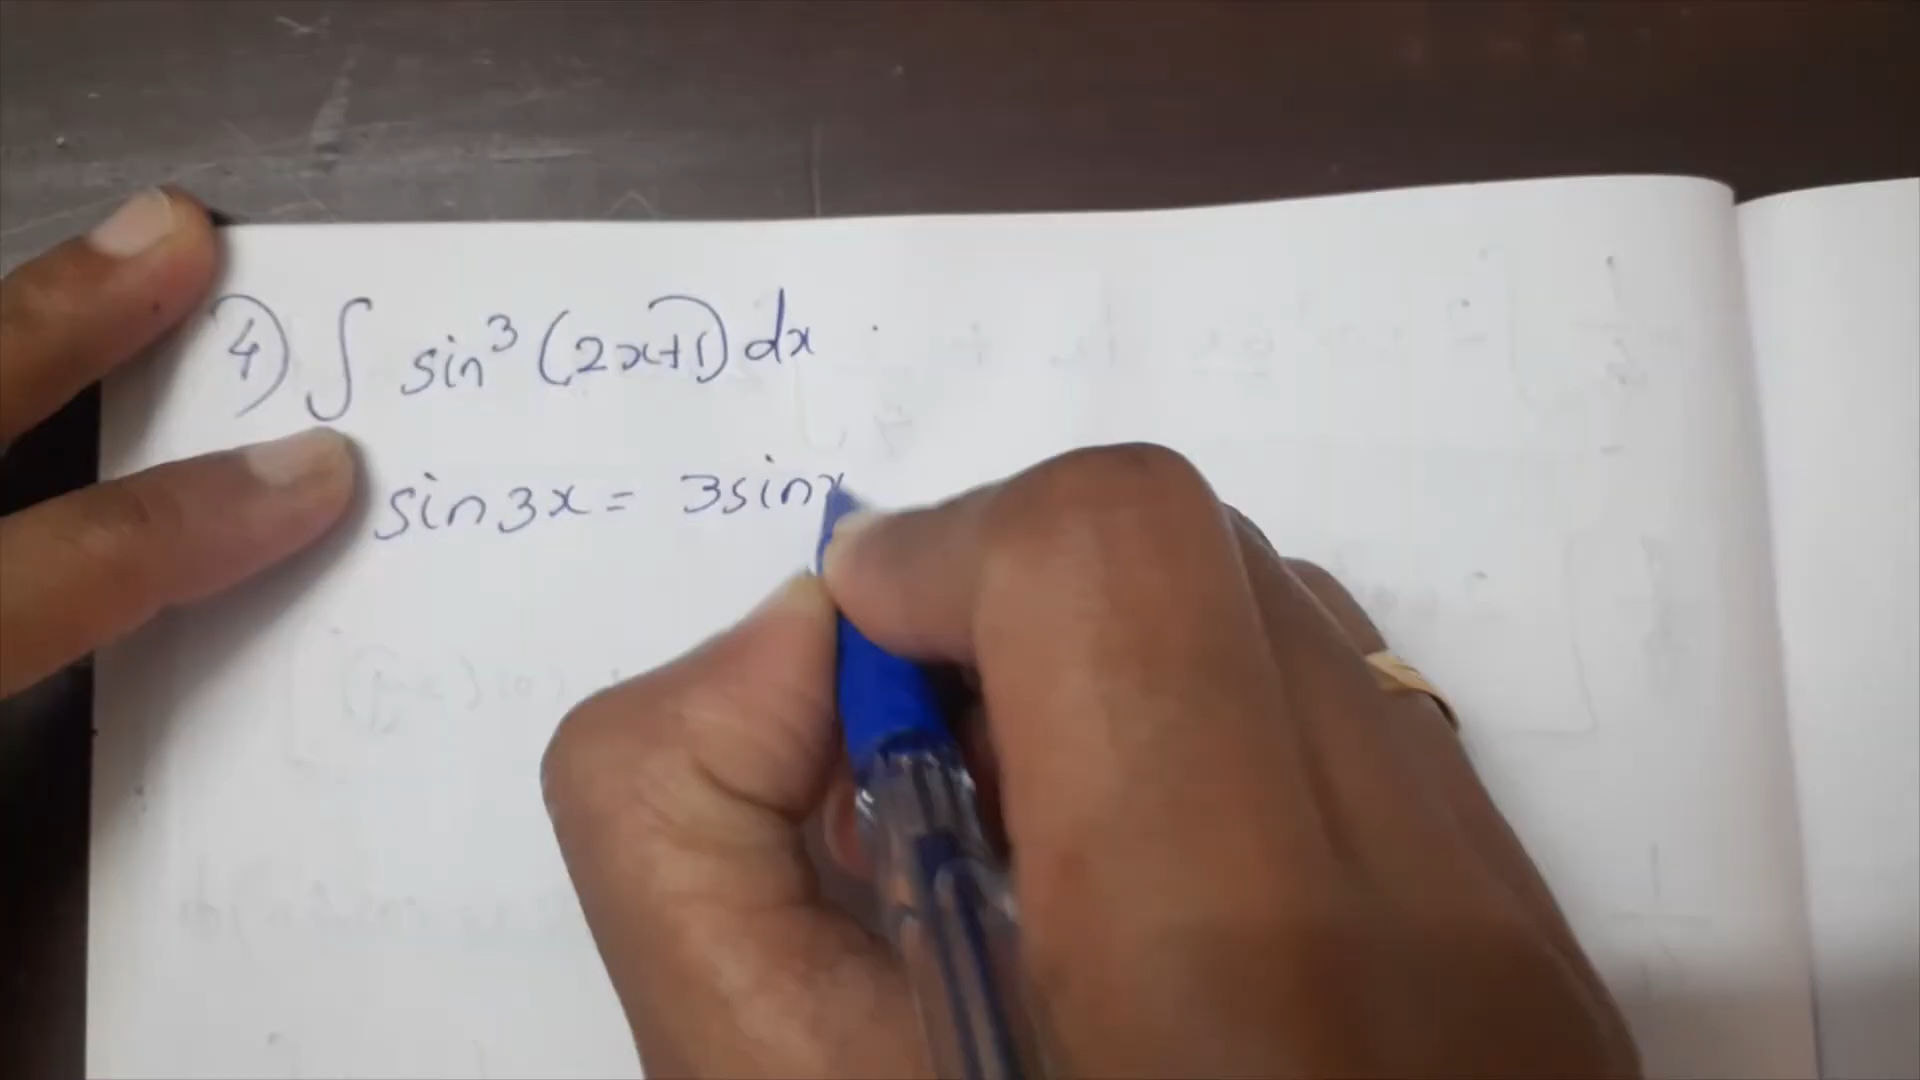 4) ∫ sin³ (2x+1) dx
sin3x = 3sinx